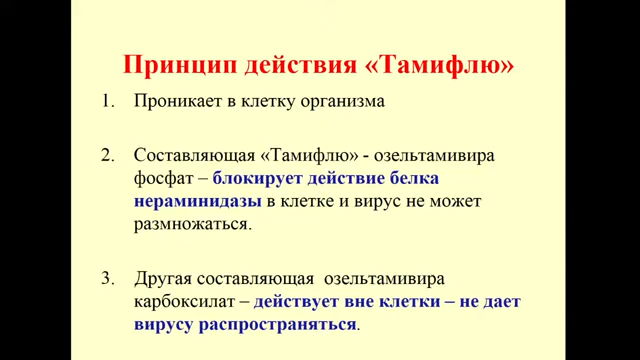 Принцип действия «Тамифлю»
1. Проникает в клетку организма
2. Составляющая «Тамифлю» - озельтамивира
фосфат – блокирует действие белка
нераминидазы в клетке и вирус не может
размножаться.
3. Другая составляющая озельтамивира
карбоксилат – действует вне клетки – не дает
вирусу распространяться.